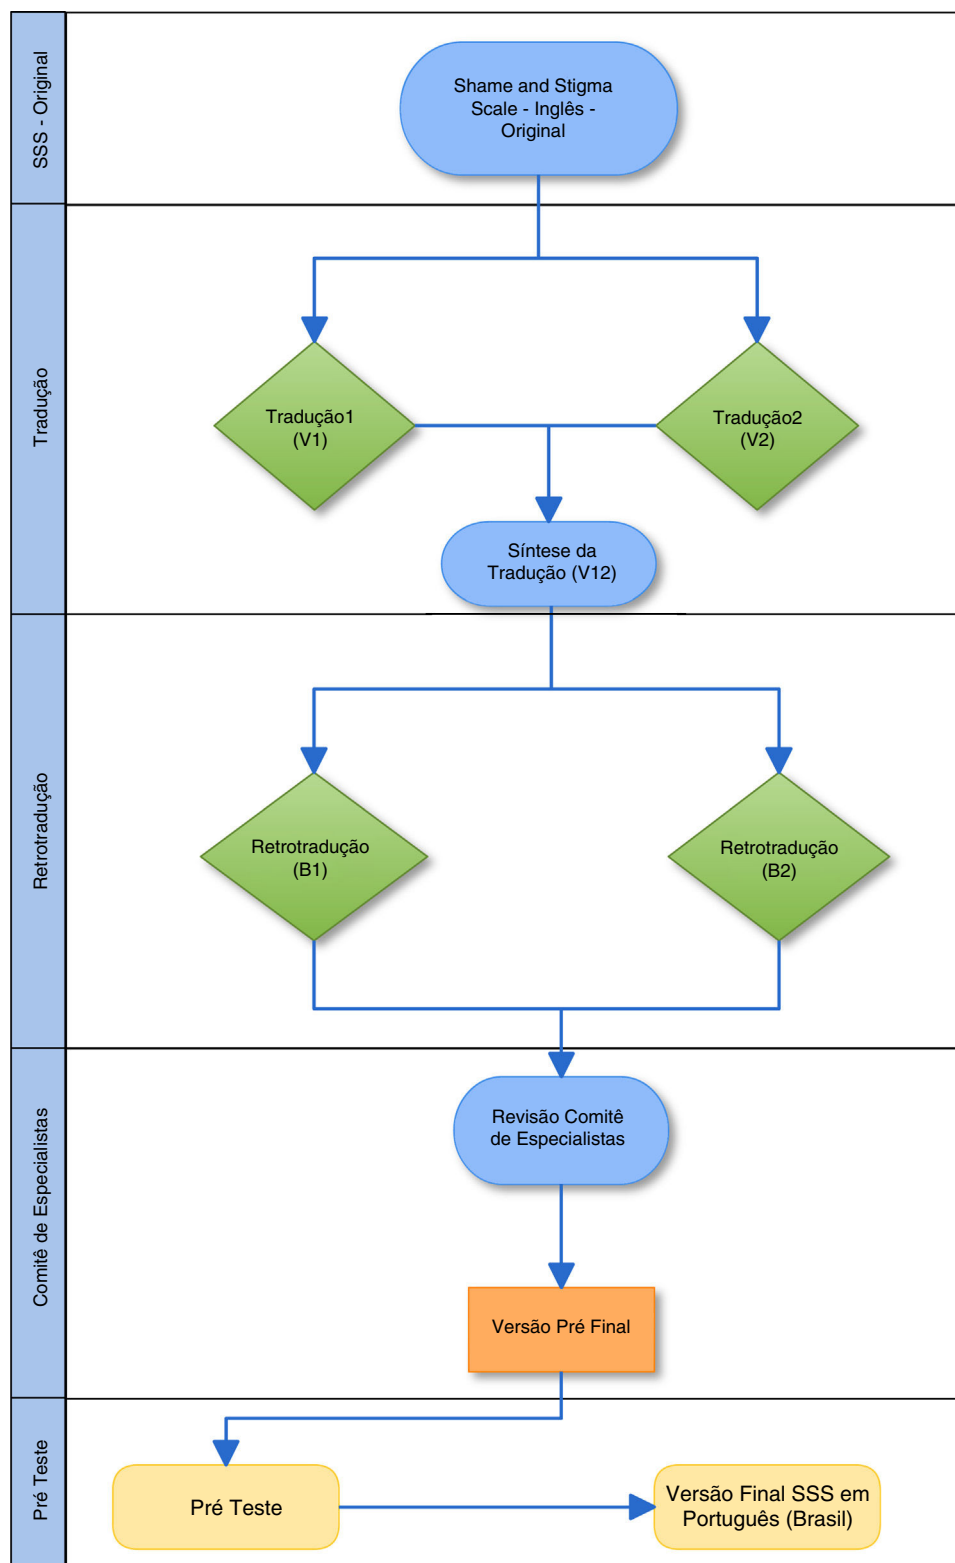 SSS - Original
Shame and Stigma
Scale - Inglês -
Original
Tradução
Tradução1
(V1)
Tradução2
(V2)
Síntese da
Tradução (V12)
Retrotradução
Retrotradução
(B1)
Retrotradução
(B2)
Comitê de Especialistas
Revisão Comitê
de Especialistas
Versão Pré Final
Pré Teste
Pré Teste
Versão Final SSS em
Português (Brasil)